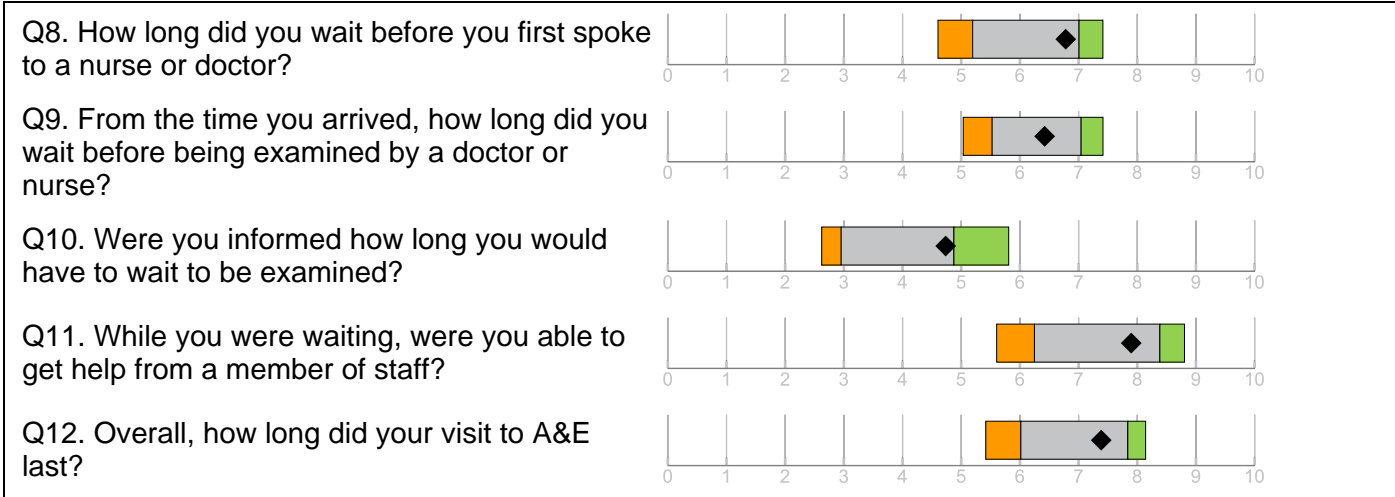 Q8. How long did you wait before you first spoke
to a nurse or doctor?
0 1 2 3 4 5 6 7 8 9 10
Q9. From the time you arrived, how long did you
wait before being examined by a doctor or
nurse?
0 1 2 3 4 5 6 7 8 9 10
Q10. Were you informed how long you would
have to wait to be examined?
0 1 2 3 4 5 6 7 8 9 10
Q11. While you were waiting, were you able to
get help from a member of staff?
0 1 2 3 4 5 6 7 8 9 10
Q12. Overall, how long did your visit to A&E
last?
0 1 2 3 4 5 6 7 8 9 10